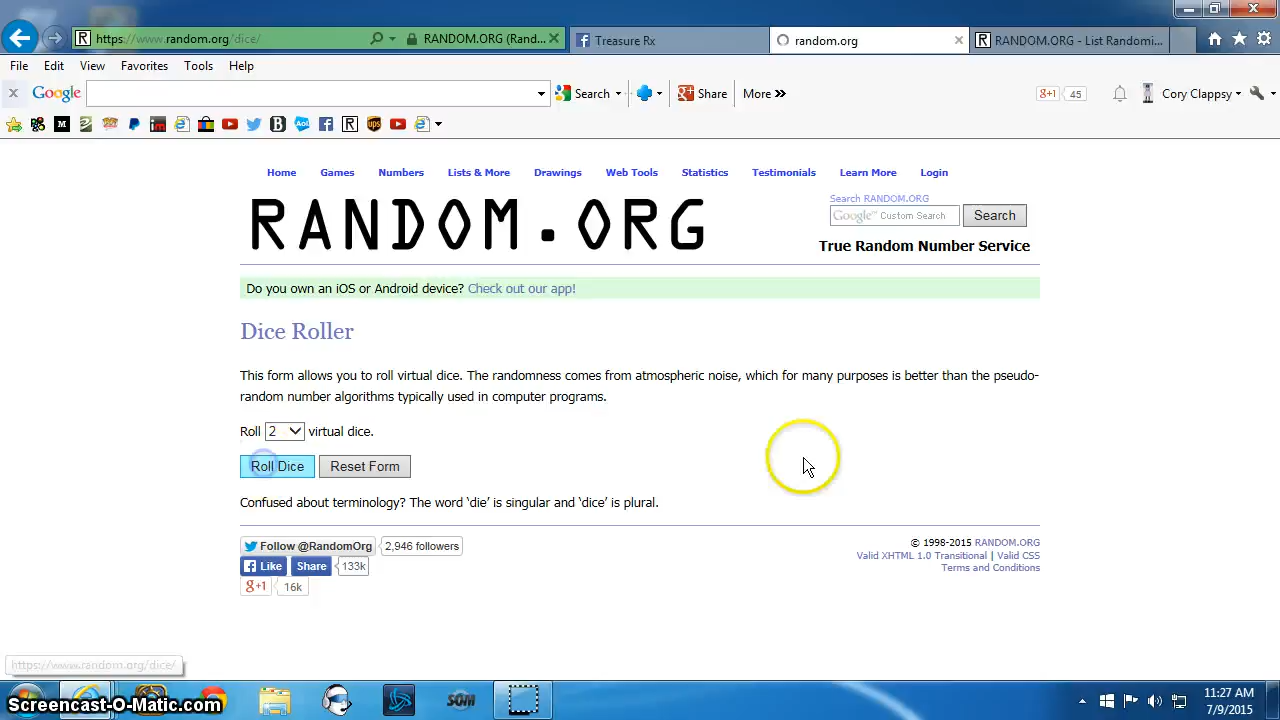 https://www.random.org/dice/
RANDOM.ORG (Rand...
Treasure Rx
random.org
RANDOM.ORG - List Randomi...
File Edit View Favorites Tools Help
Google
Search
Share
More »
g+1 45
Cory Clappsy
Home Games Numbers Lists & More Drawings Web Tools Statistics Testimonials Learn More Login
RANDOM.ORG
Search RANDOM.ORG
Google™ Custom Search
Search
True Random Number Service
Do you own an iOS or Android device? Check out our app!
Dice Roller
This form allows you to roll virtual dice. The randomness comes from atmospheric noise, which for many purposes is better than the pseudo-
random number algorithms typically used in computer programs.
Roll 2 virtual dice.
Roll Dice Reset Form
Confused about terminology? The word ‘die’ is singular and ‘dice’ is plural.
Follow @RandomOrg 2,946 followers
Like Share 133k
g+1 16k
© 1998-2015 RANDOM.ORG
Valid XHTML 1.0 Transitional | Valid CSS
Terms and Conditions
https://www.random.org/dice/
Screencast-O-Matic.com
SOM
11:27 AM
7/9/2015